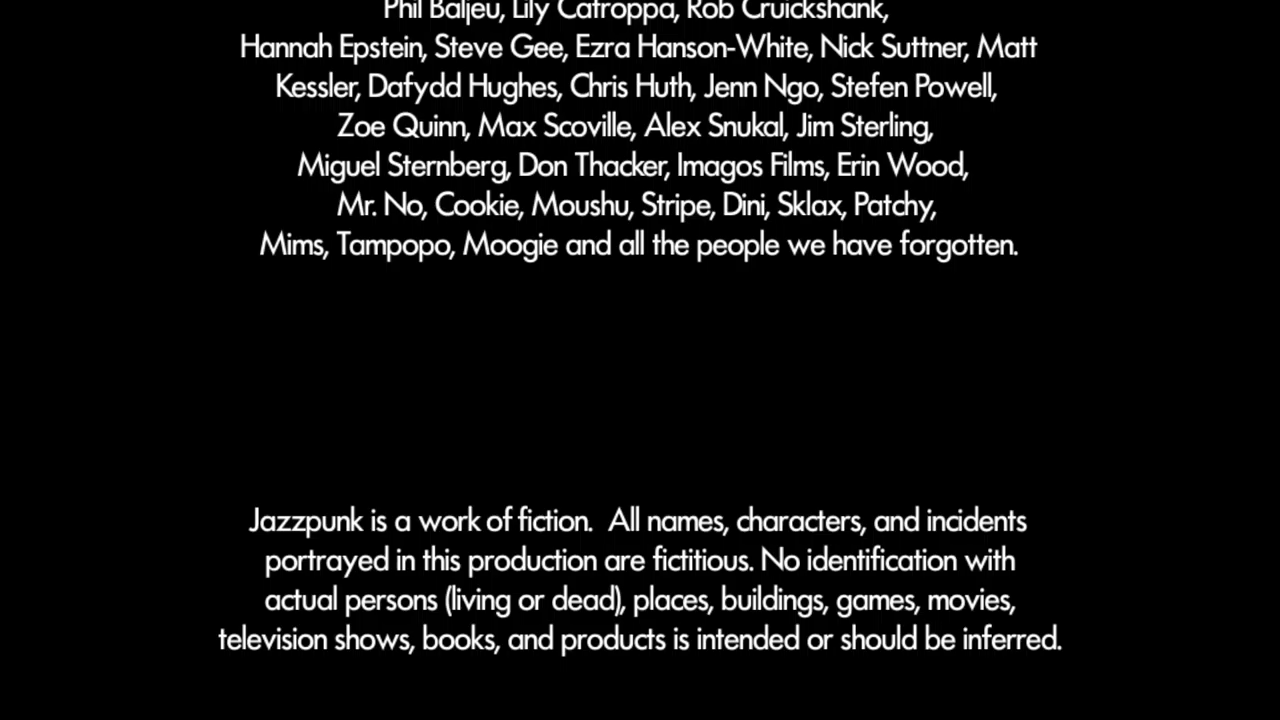 Phil Baljeu, Lily Cafroppa, Rob Cruickshank,
Hannah Epstein, Steve Gee, Ezra Hanson-White, Nick Suttner, Matt
Kessler, Dafydd Hughes, Chris Huth, Jenn Ngo, Stefen Powell,
Zoe Quinn, Max Scoville, Alex Snukal, Jim Sterling,
Miguel Sternberg, Don Thacker, Imagos Films, Erin Wood,
Mr. No, Cookie, Moushu, Stripe, Dini, Sklax, Patchy,
Mims, Tampopo, Moogie and all the people we have forgotten.
Jazzpunk is a work of fiction.  All names, characters, and incidents
portrayed in this production are fictitious. No identification with
actual persons (living or dead), places, buildings, games, movies,
television shows, books, and products is intended or should be inferred.